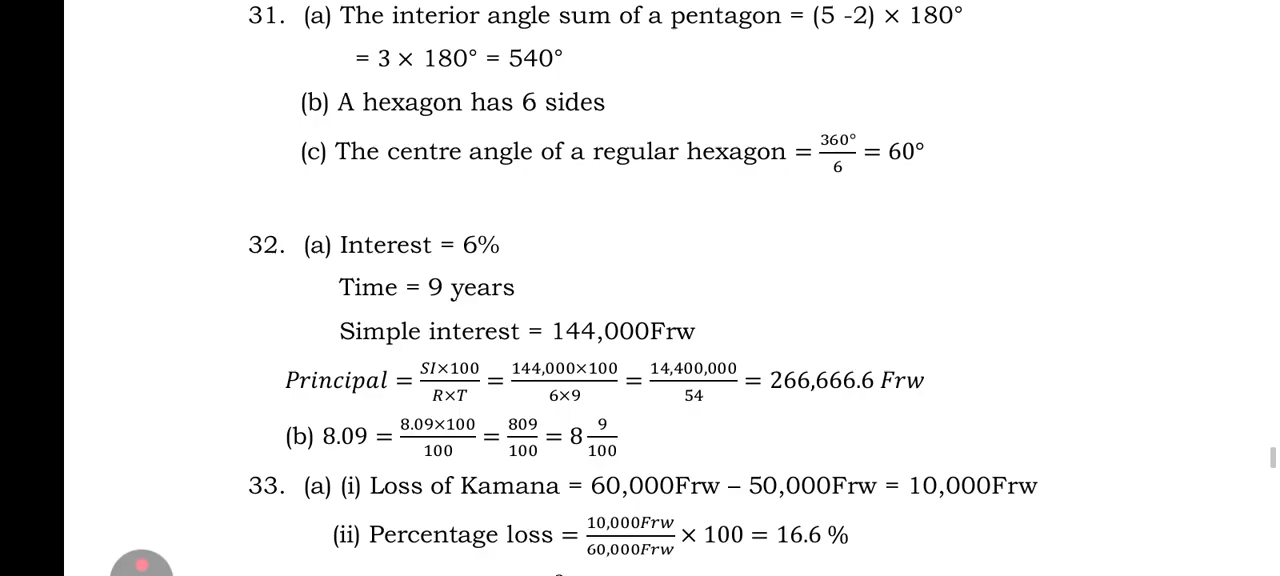 31. (a) The interior angle sum of a pentagon = (5 -2) × 180°
= 3 × 180° = 540°
(b) A hexagon has 6 sides
(c) The centre angle of a regular hexagon = 360°/6 = 60°
32. (a) Interest = 6%
Time = 9 years
Simple interest = 144,000Frw
Principal = SI×100/R×T = 144,000×100/6×9 = 14,400,000/54 = 266,666.6 Frw
(b) 8.09 = 8.09×100/100 = 809/100 = 8 9/100
33. (a) (i) Loss of Kamana = 60,000Frw – 50,000Frw = 10,000Frw
(ii) Percentage loss = 10,000Frw/60,000Frw × 100 = 16.6 %